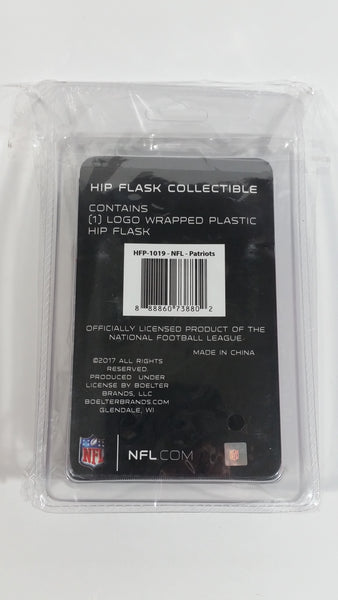 HIP FLASK COLLECTIBLE
CONTAINS
(1) LOGO WRAPPED PLASTIC
HIP FLASK
HFP-1019 - NFL - Patriots
8 88860 73880 2
OFFICIALLY LICENSED PRODUCT OF THE
NATIONAL FOOTBALL LEAGUE
MADE IN CHINA
©2017 ALL RIGHTS
RESERVED.
PRODUCED UNDER
LICENSE BY BOELTER
BRANDS, LLC
BOELTERBRANDS.COM
GLENDALE, WI
NFL
NFL.COM